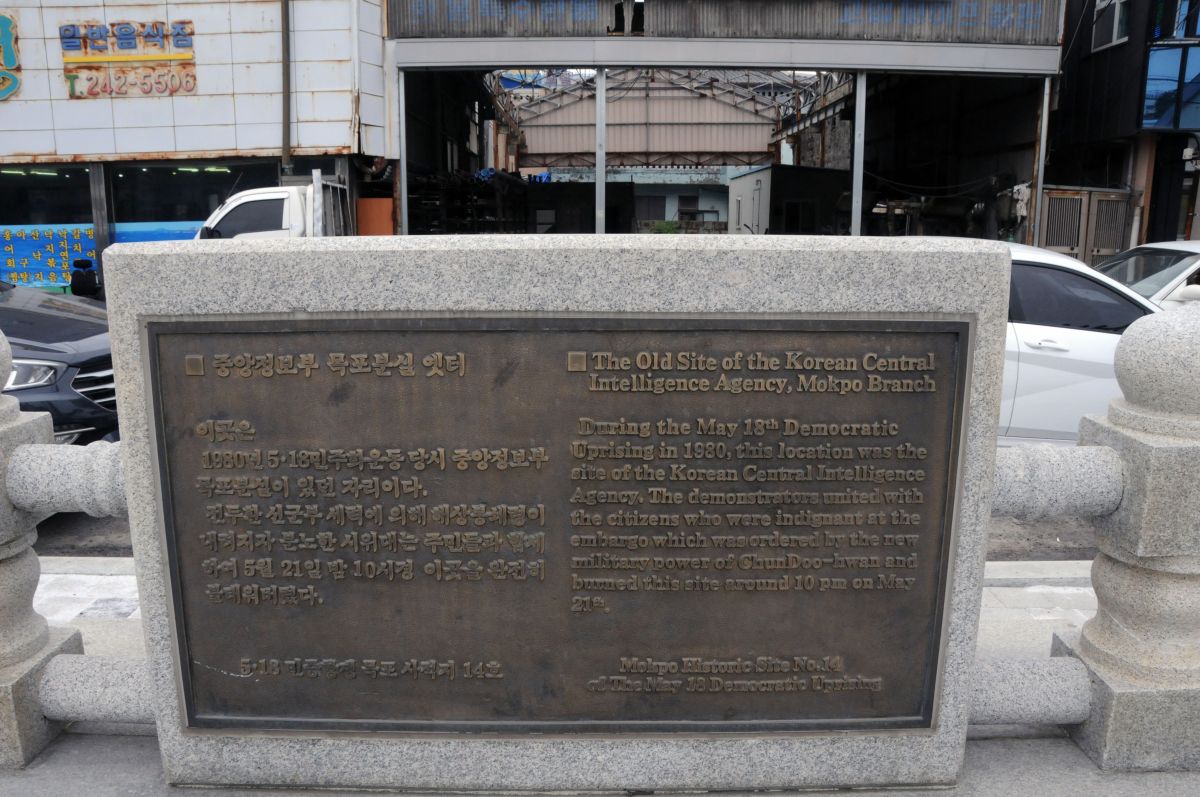 일반음식점
T.242-5506
■ 중앙정보부 목포분실 옛터
이곳은
1980년 5·18민주화운동 당시 중앙정보부
목포분실이 있던 자리이다.
전두환 신군부 세력에 의해 해상봉쇄령이
내려지자 분노한 시위대는 주민들과 함께
하여 5월 21일 밤 10시경 이곳을 완전히
불태워버렸다.
5·18 민중항쟁 목포 사적지 14호
■ The Old Site of the Korean Central
Intelligence Agency, Mokpo Branch
During the May 18th Democratic
Uprising in 1980, this location was the
site of the Korean Central Intelligence
Agency. The demonstrators united with
the citizens who were indignant at the
embargo which was ordered by the new
military power of ChunDoo-hwan and
burned this site around 10 pm on May
21th.
Mokpo Historic Site No.14
of The May 18 Democratic Uprising